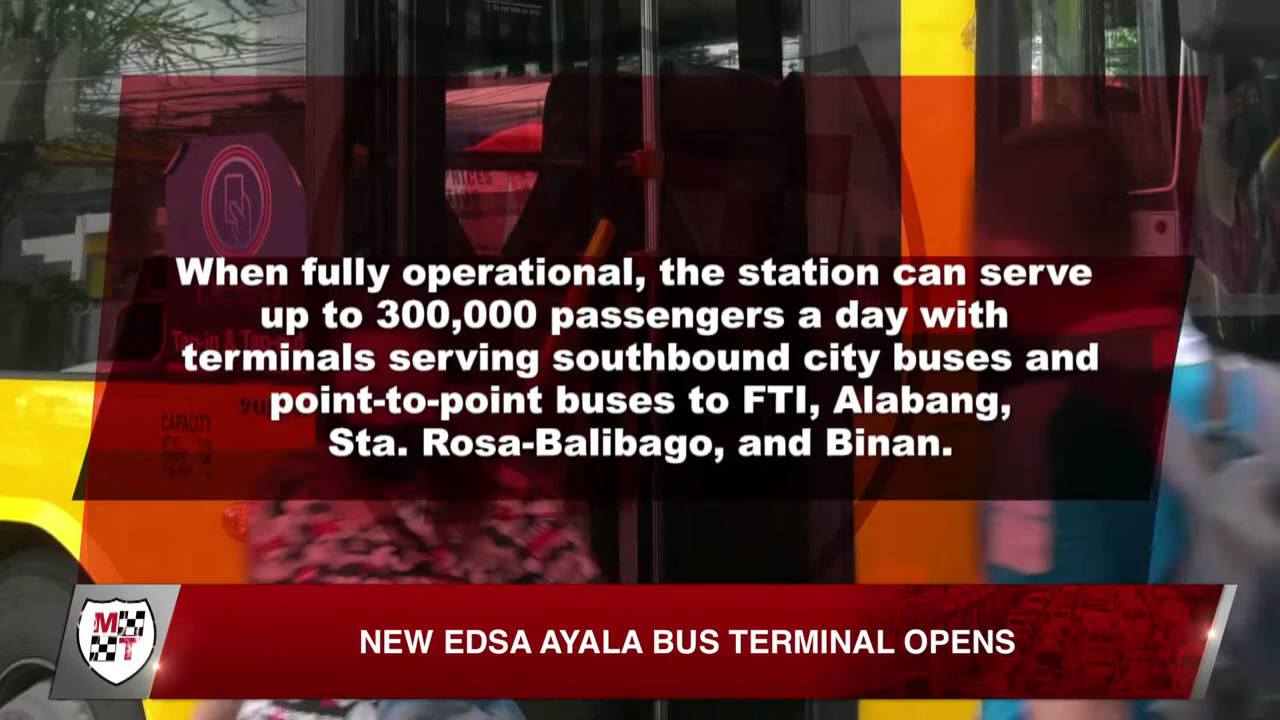 When fully operational, the station can serve
up to 300,000 passengers a day with
terminals serving southbound city buses and
point-to-point buses to FTI, Alabang,
Sta. Rosa-Balibago, and Binan.
CAPACITY
M
T
NEW EDSA AYALA BUS TERMINAL OPENS